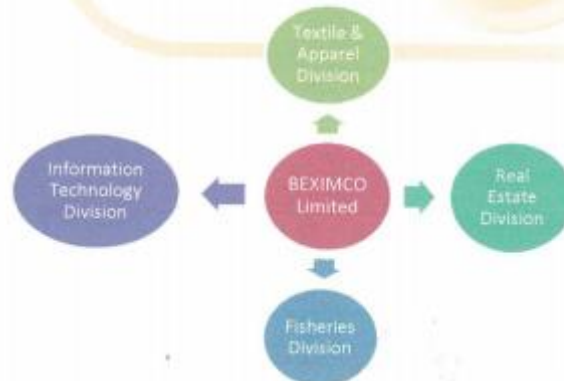 Textile &
Apparel
Division
Information
Technology
Division
BEXIMCO
Limited
Real
Estate
Division
Fisheries
Division